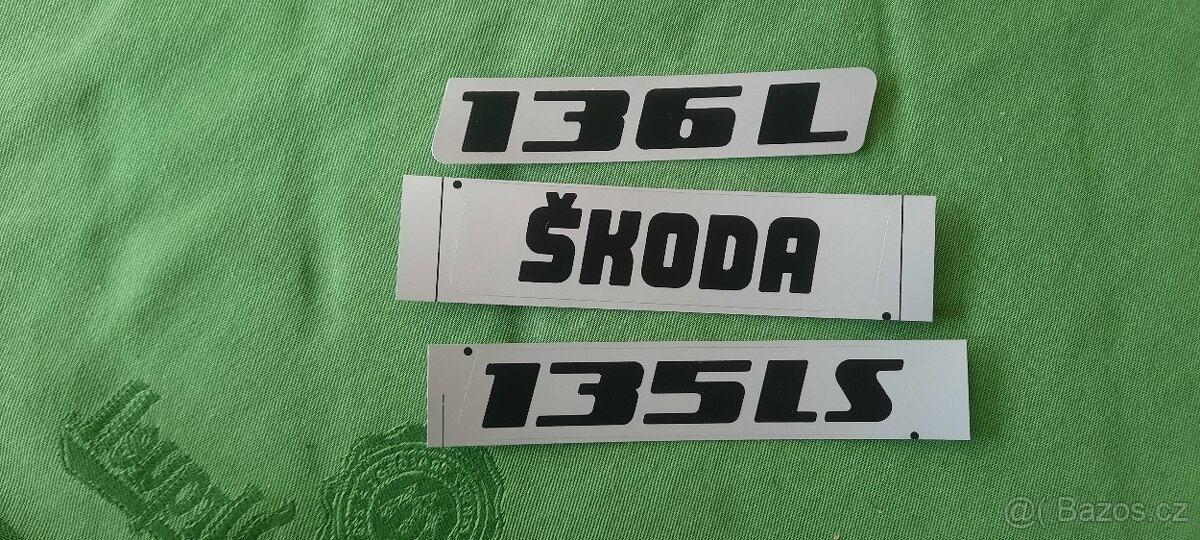 136L
ŠKODA
135LS
@( Bazos.cz